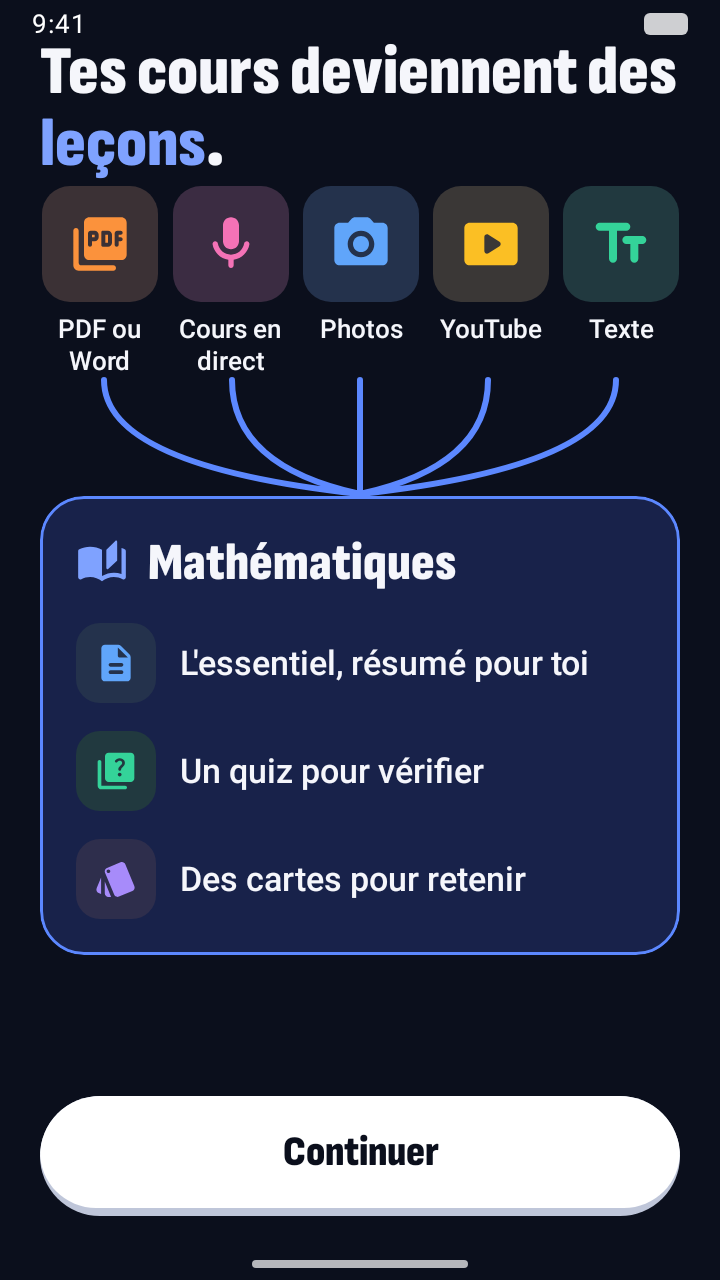 9:41
Tes cours deviennent des
leçons.
PDF
PDF ou
Word
Cours en
direct
Photos
YouTube
Texte
Mathématiques
L'essentiel, résumé pour toi
?
Un quiz pour vérifier
Des cartes pour retenir
Continuer